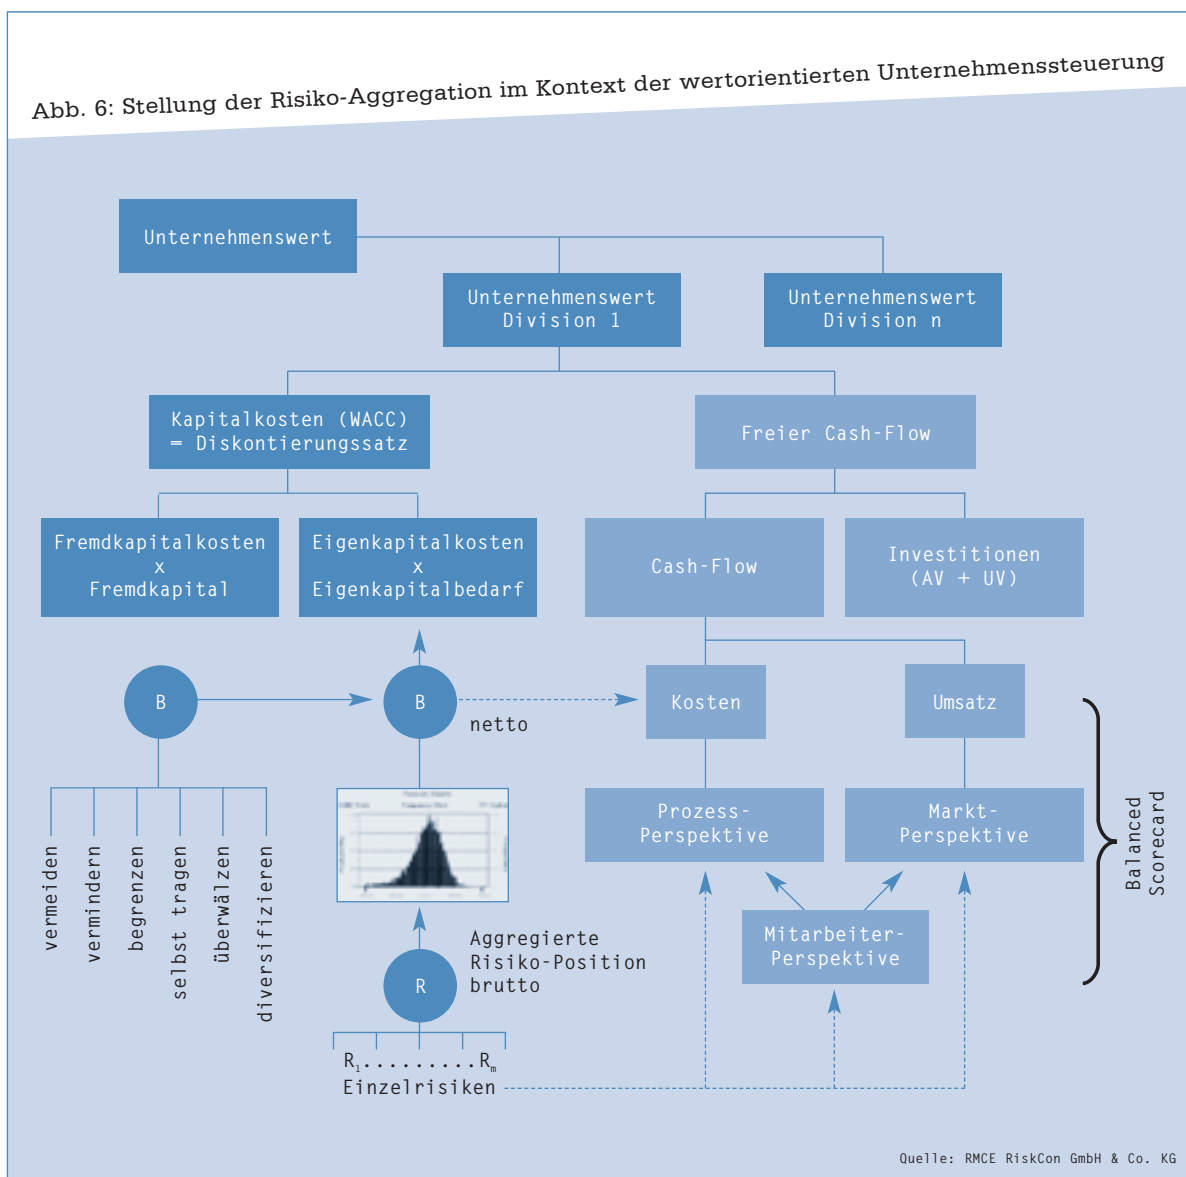 Abb. 6: Stellung der Risiko-Aggregation im Kontext der wertorientierten Unternehmenssteuerung
Unternehmenswert
Unternehmenswert
Division 1
Unternehmenswert
Division n
Kapitalkosten (WACC)
= Diskontierungssatz
Freier Cash-Flow
Fremdkapitalkosten
x
Fremdkapital
Eigenkapitalkosten
x
Eigenkapitalbedarf
Cash-Flow
Investitionen
(AV + UV)
B
B
netto
Kosten
Umsatz
vermeiden
vermindern
begrenzen
selbst tragen
überwälzen
diversifizieren
Prozess-
Perspektive
Markt-
Perspektive
Balanced
Scorecard
Mitarbeiter-
Perspektive
Aggregierte
Risiko-Position
brutto
R
R1.........Rm
Einzelrisiken
Quelle: RMCE RiskCon GmbH & Co. KG